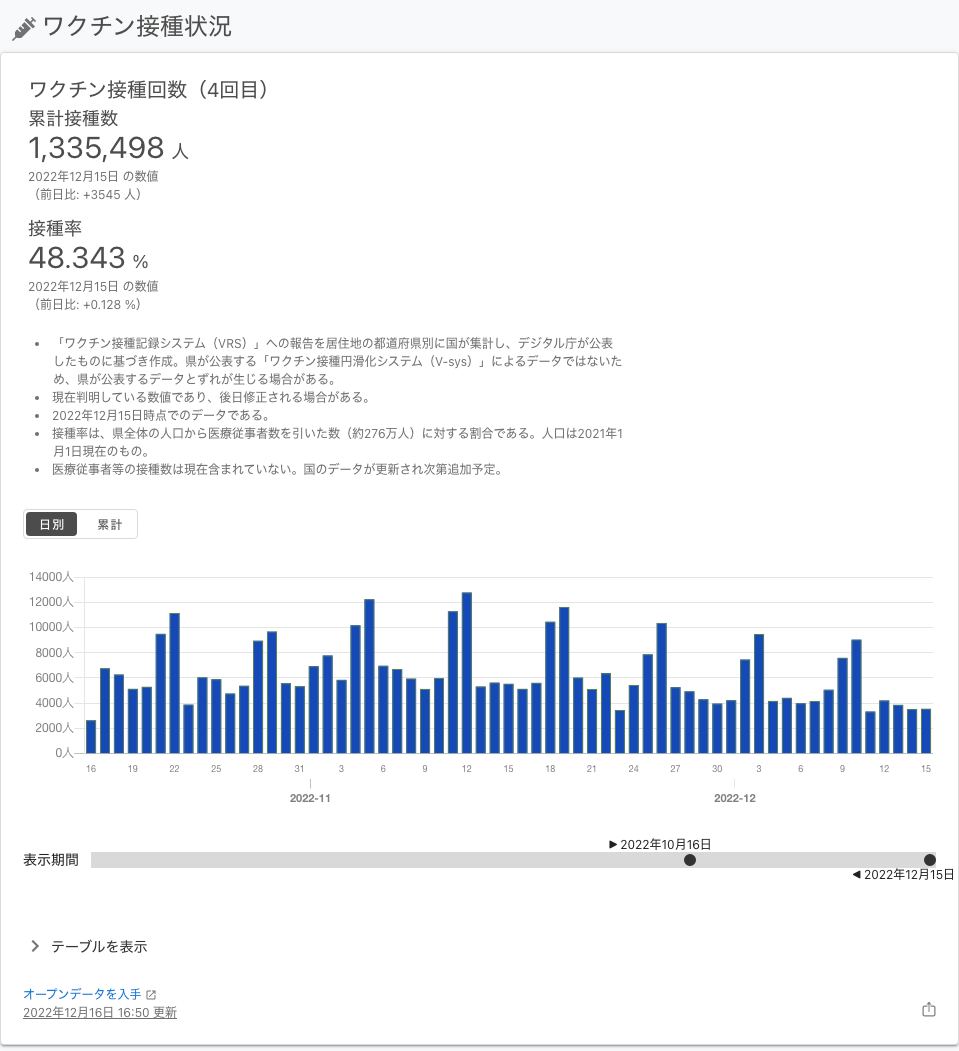 ワクチン接種状況
ワクチン接種回数（4回目）
累計接種数
1,335,498 人
2022年12月15日 の数値
（前日比: +3545 人）
接種率
48.343 %
2022年12月15日 の数値
（前日比: +0.128 %）
• 「ワクチン接種記録システム（VRS）」への報告を居住地の都道府県別に国が集計し、デジタル庁が公表
したものに基づき作成。県が公表する「ワクチン接種円滑化システム（V-sys）」によるデータではないた
め、県が公表するデータとずれが生じる場合がある。
• 現在判明している数値であり、後日修正される場合がある。
• 2022年12月15日時点でのデータである。
• 接種率は、県全体の人口から医療従事者数を引いた数（約276万人）に対する割合である。人口は2021年1
月1日現在のもの。
• 医療従事者等の接種数は現在含まれていない。国のデータが更新され次第追加予定。
日別 累計
14000人
12000人
10000人
8000人
6000人
4000人
2000人
0人
16 19 22 25 28 31 3 6 9 12 15 18 21 24 27 30 3 6 9 12 15
2022-11 2022-12
▶ 2022年10月16日
表示期間
◀ 2022年12月15日
テーブルを表示
オープンデータを入手
2022年12月16日 16:50 更新